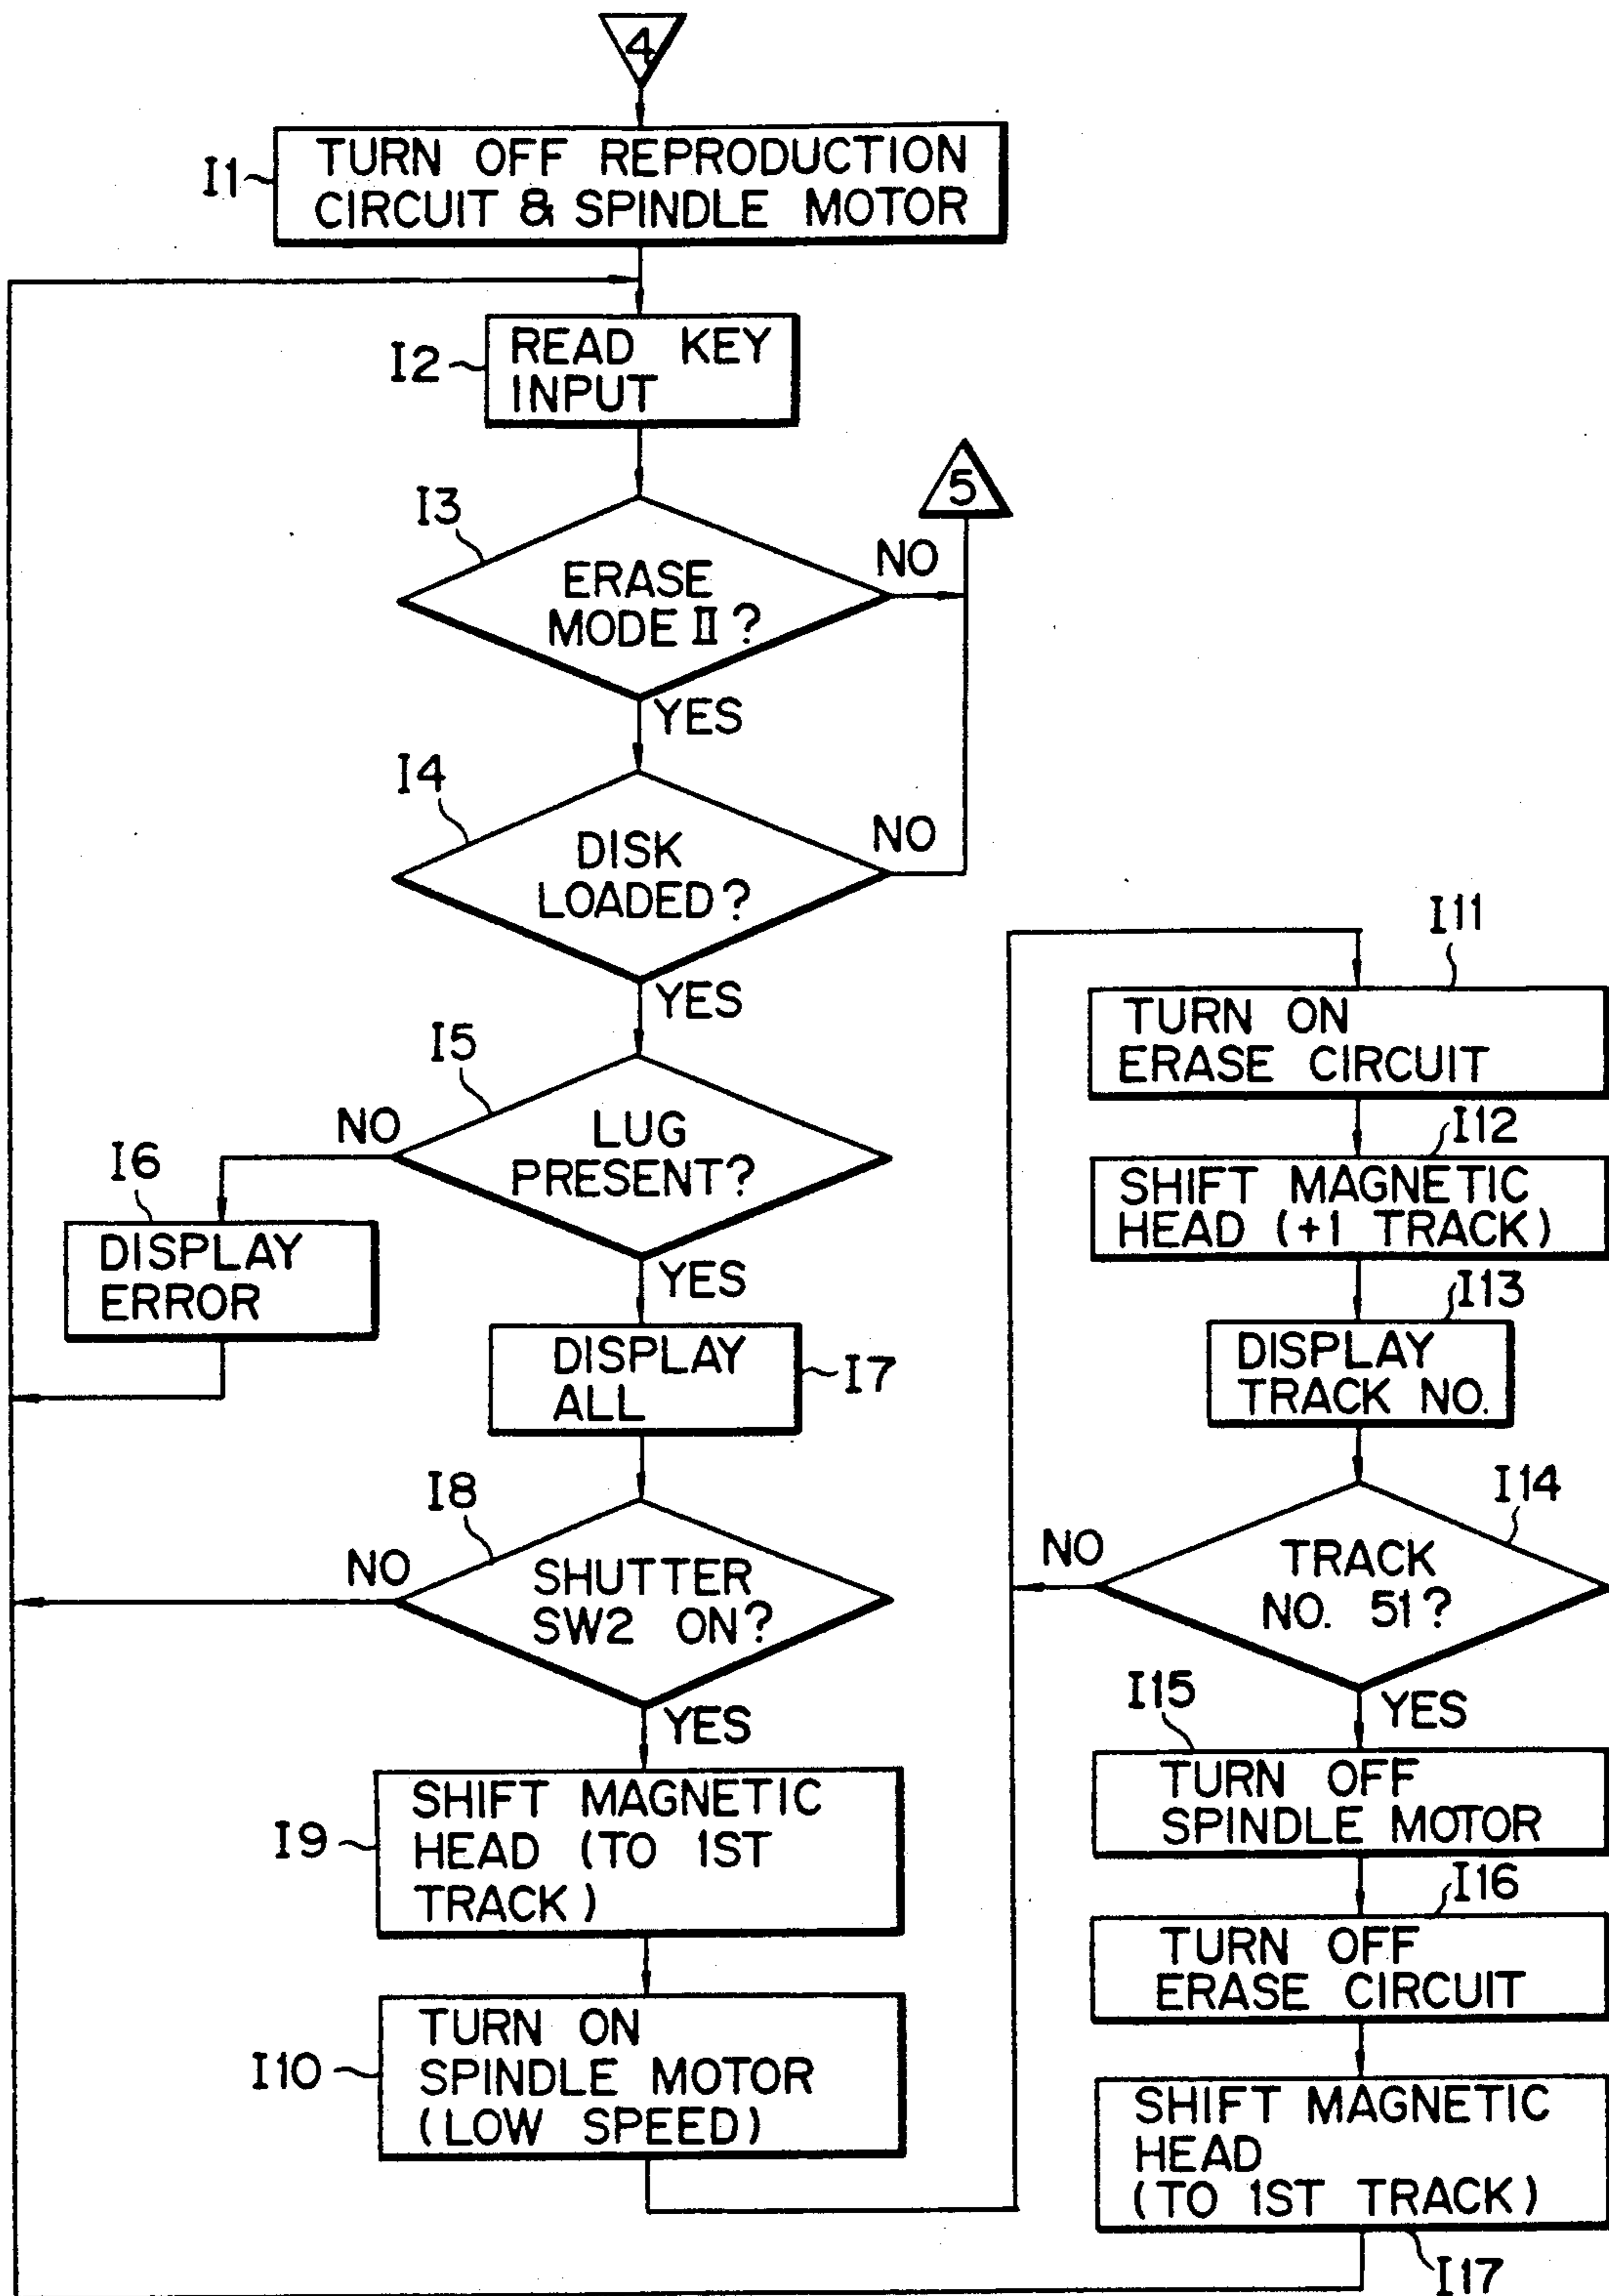 4
I1
TURN OFF REPRODUCTION
CIRCUIT & SPINDLE MOTOR
I2
READ KEY
INPUT
5
I3
ERASE
MODE II?
NO
YES
I4
DISK
LOADED?
NO
YES
I5
LUG
PRESENT?
NO
YES
I6
DISPLAY
ERROR
DISPLAY
ALL
I7
I8
SHUTTER
SW2 ON?
NO
YES
I9
SHIFT MAGNETIC
HEAD (TO 1ST
TRACK)
I10
TURN ON
SPINDLE MOTOR
(LOW SPEED)
I11
TURN ON
ERASE CIRCUIT
I12
SHIFT MAGNETIC
HEAD (+1 TRACK)
I13
DISPLAY
TRACK NO.
I14
TRACK
NO. 51?
NO
YES
I15
TURN OFF
SPINDLE MOTOR
I16
TURN OFF
ERASE CIRCUIT
SHIFT MAGNETIC
HEAD
(TO 1ST TRACK)
I17